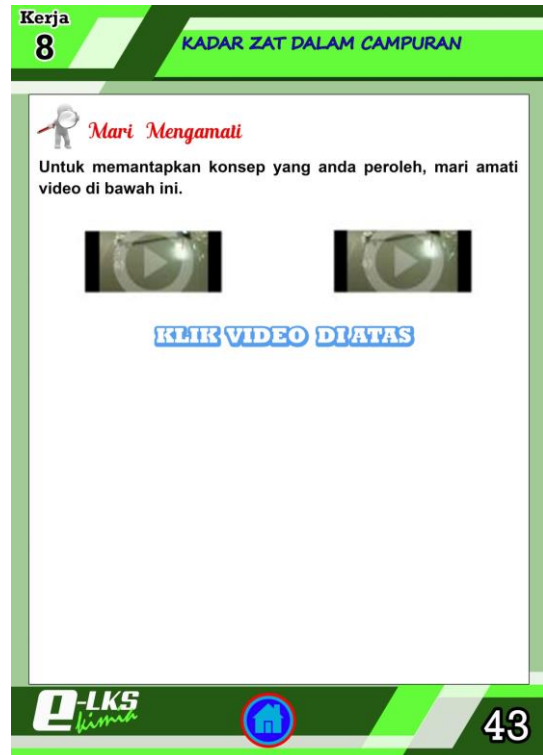 Kerja
8
KADAR ZAT DALAM CAMPURAN
Mari Mengamati
Untuk memantapkan konsep yang anda peroleh, mari amati
video di bawah ini.
KLIK VIDEO DI ATAS
e-LKS
kimia
43